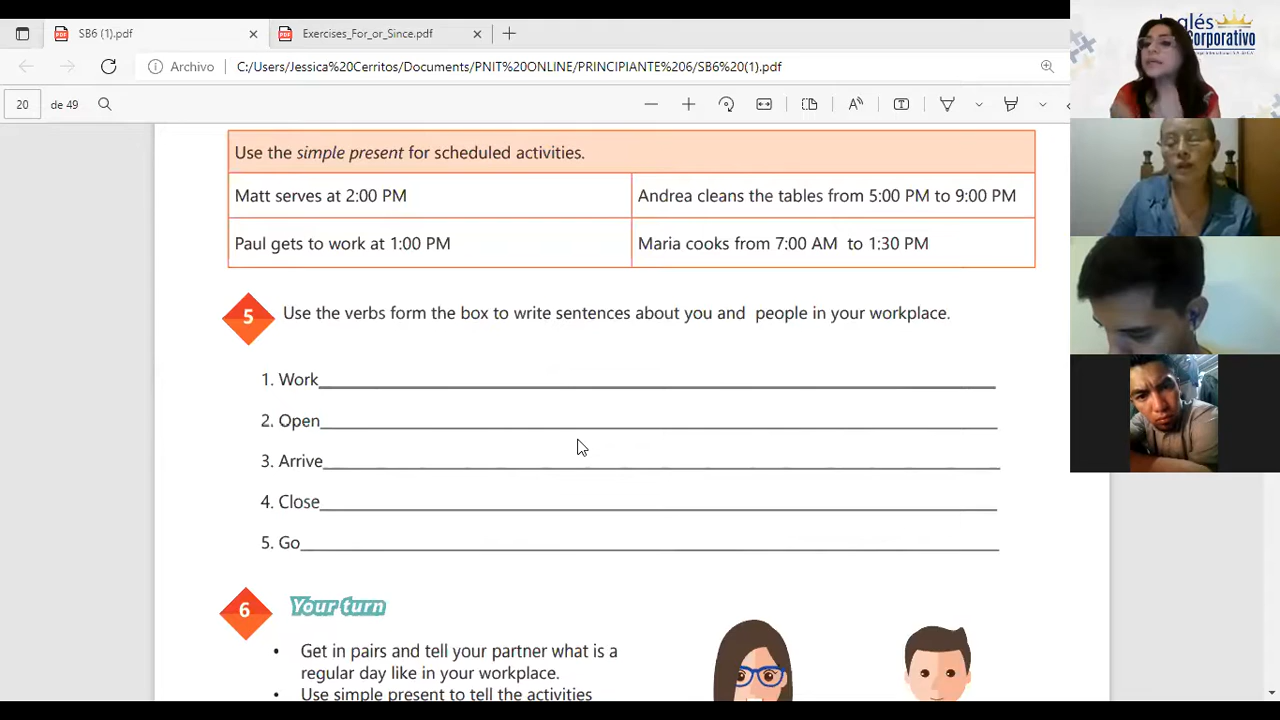 SB6 (1).pdf
Exercises_For_or_Since.pdf
Archivo
C:/Users/Jessica%20Cerritos/Documents/PNIT%20ONLINE/PRINCIPIANTE%206/SB6%20(1).pdf
20
de 49
Inglés
Corporativo
Use the simple present for scheduled activities.
Matt serves at 2:00 PM
Andrea cleans the tables from 5:00 PM to 9:00 PM
Paul gets to work at 1:00 PM
Maria cooks from 7:00 AM to 1:30 PM
5
Use the verbs form the box to write sentences about you and people in your workplace.
1. Work
2. Open
3. Arrive
4. Close
5. Go
6
Your turn
• Get in pairs and tell your partner what is a
regular day like in your workplace.
• Use simple present to tell the activities